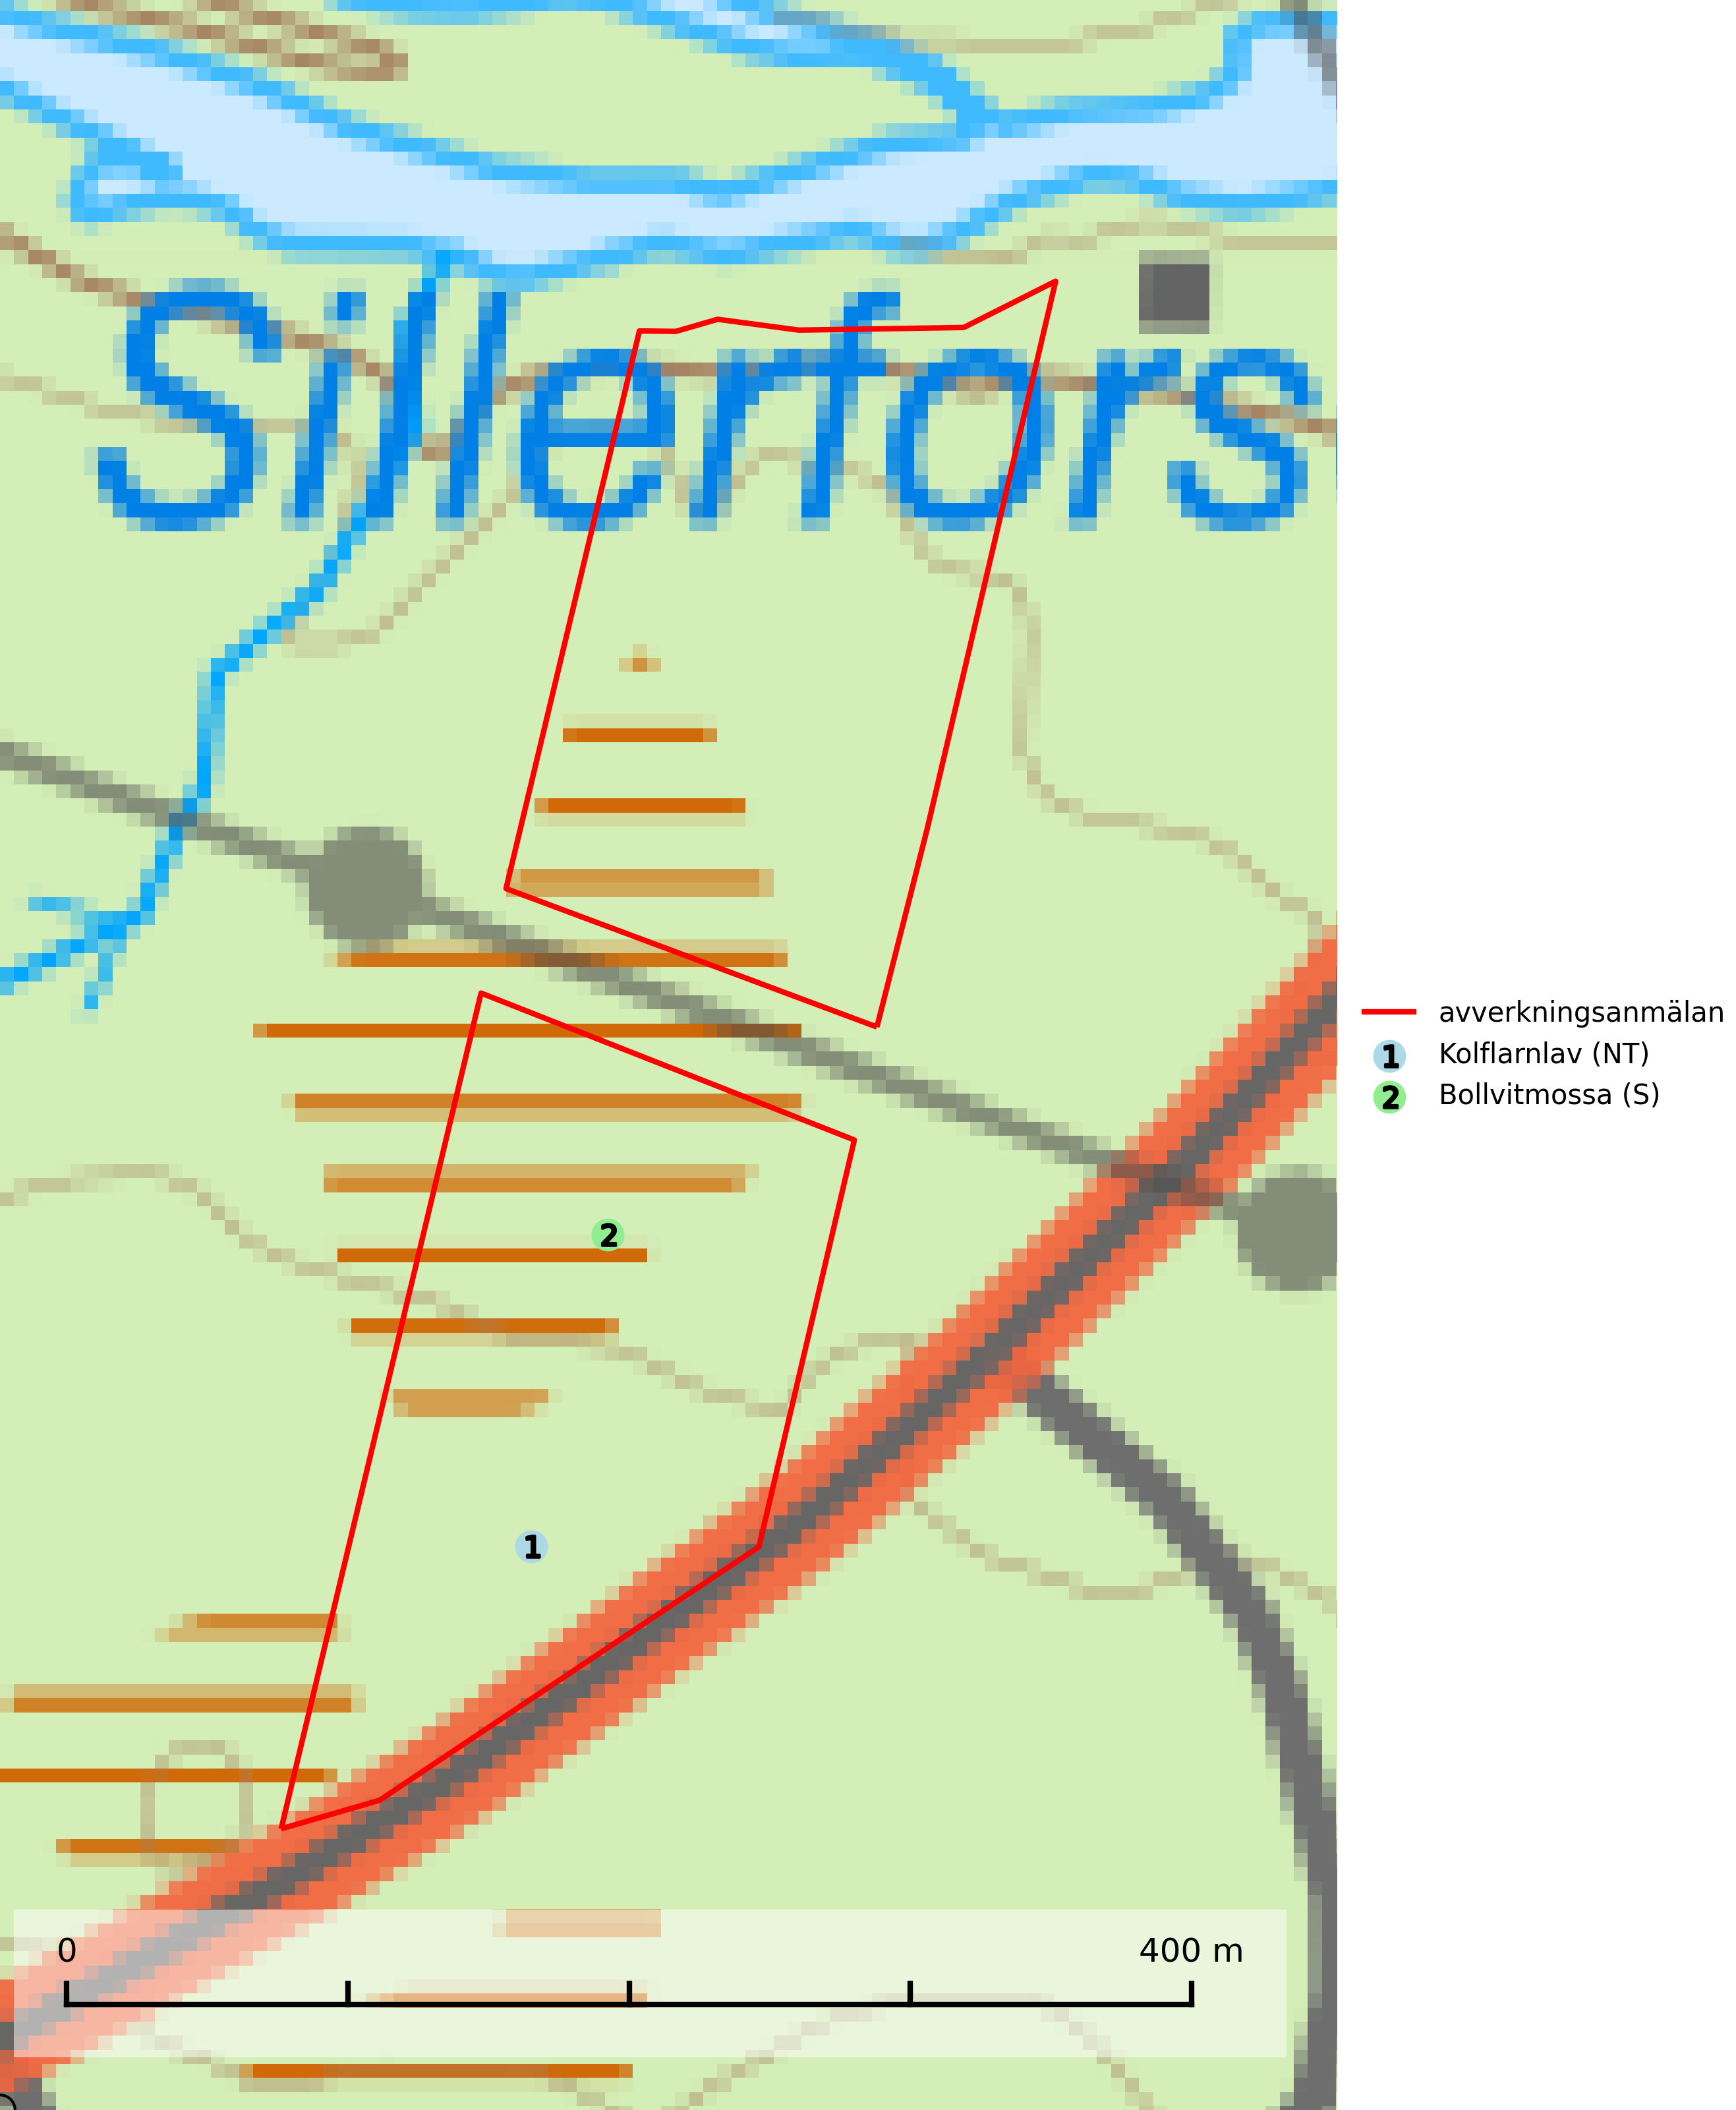 Sillerfors
avverkningsanmälan
1 Kolflarnlav (NT)
2 Bollvitmossa (S)
2
1
0 400 m